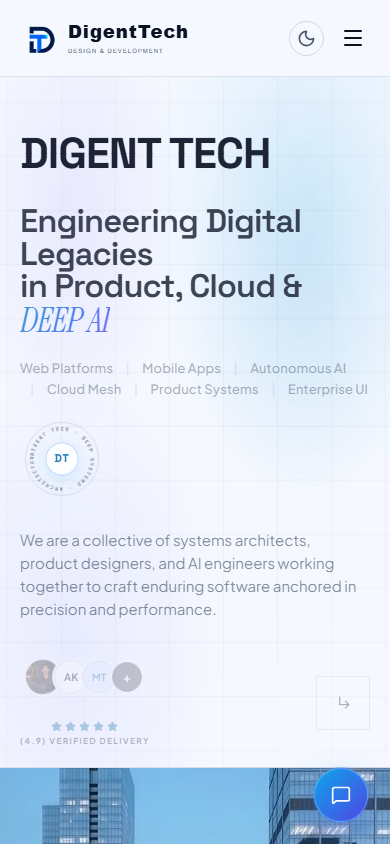 DigentTech
DESIGN & DEVELOPMENT
DIGENT TECH
Engineering Digital
Legacies
in Product, Cloud &
DEEP AI
Web Platforms | Mobile Apps | Autonomous AI
| Cloud Mesh | Product Systems | Enterprise UI
DT
We are a collective of systems architects,
product designers, and AI engineers working
together to craft enduring software anchored in
precision and performance.
AK MT +
(4.9) VERIFIED DELIVERY